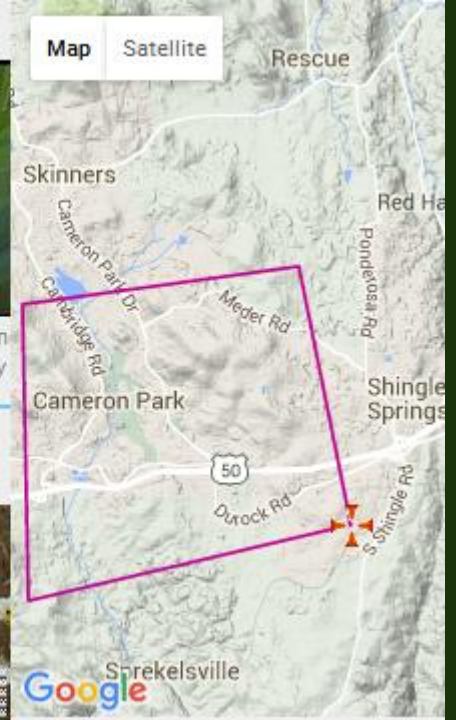 Map Satellite
Rescue
Skinners
Red Ha
Cameron Park Dr
Ponderosa Rd
Cambridge Rd
Meder Rd
Cameron Park
Shingle
Springs
50
Durock Rd
S Shingle Rd
Sprekelsville
Google